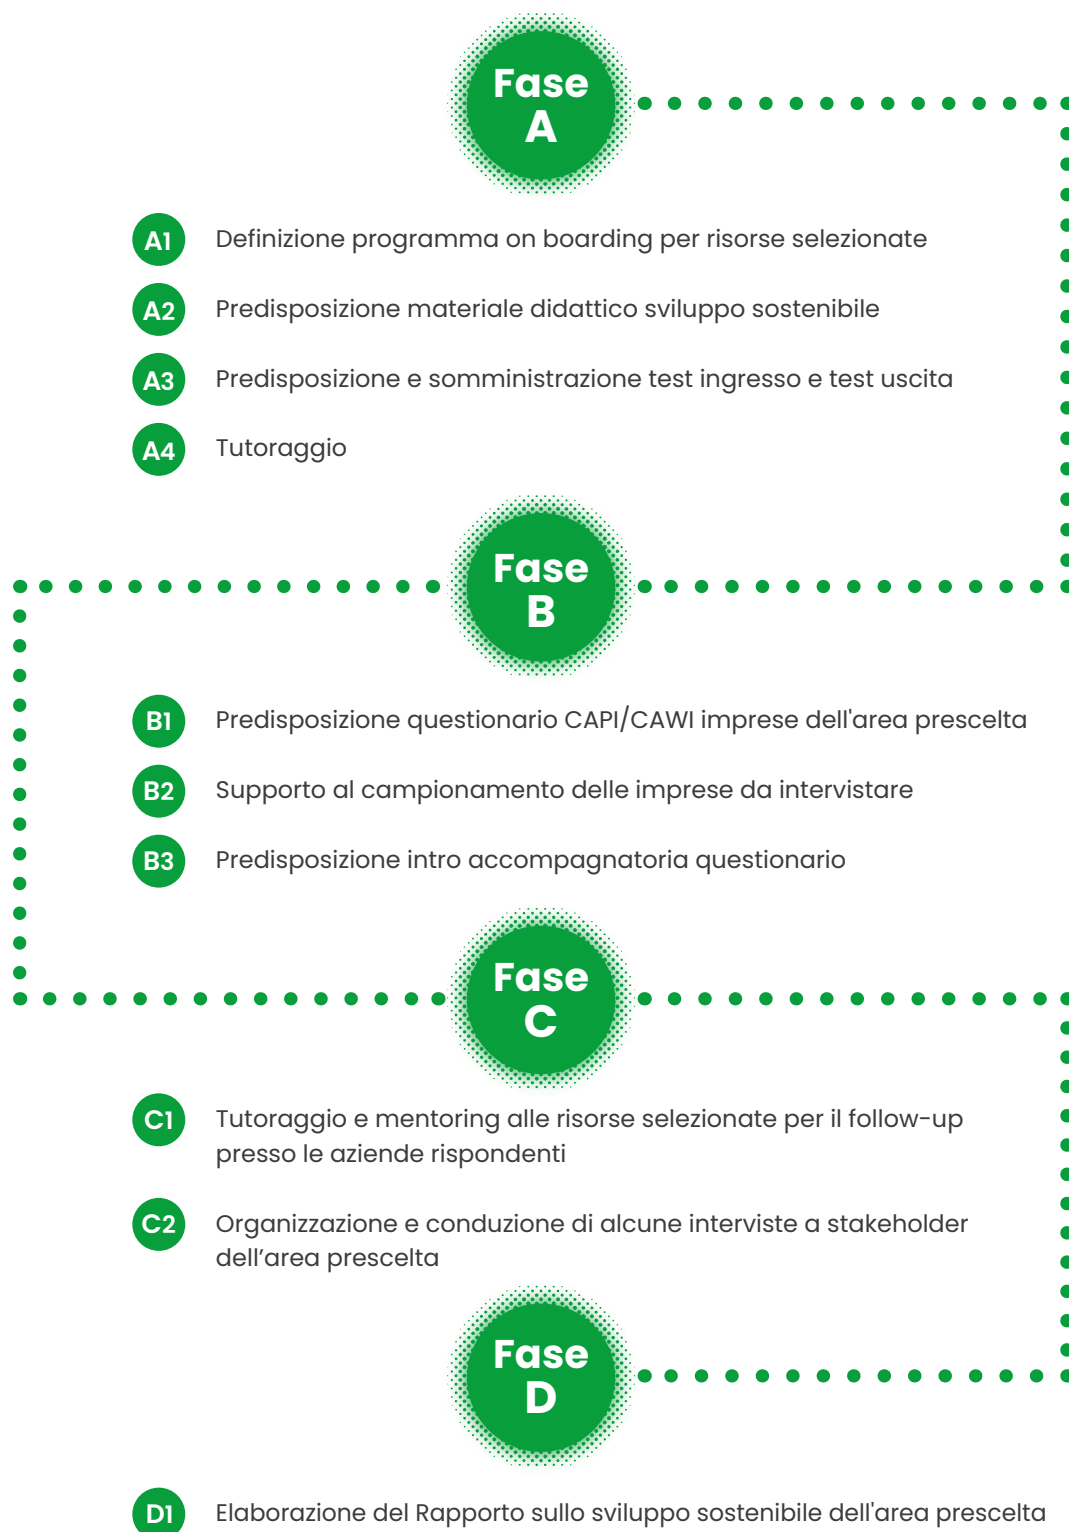 Fase
A
A1 Definizione programma on boarding per risorse selezionate
A2 Predisposizione materiale didattico sviluppo sostenibile
A3 Predisposizione e somministrazione test ingresso e test uscita
A4 Tutoraggio
Fase
B
B1 Predisposizione questionario CAPI/CAWI imprese dell'area prescelta
B2 Supporto al campionamento delle imprese da intervistare
B3 Predisposizione intro accompagnatoria questionario
Fase
C
C1 Tutoraggio e mentoring alle risorse selezionate per il follow-up
presso le aziende rispondenti
C2 Organizzazione e conduzione di alcune interviste a stakeholder
dell’area prescelta
Fase
D
D1 Elaborazione del Rapporto sullo sviluppo sostenibile dell'area prescelta